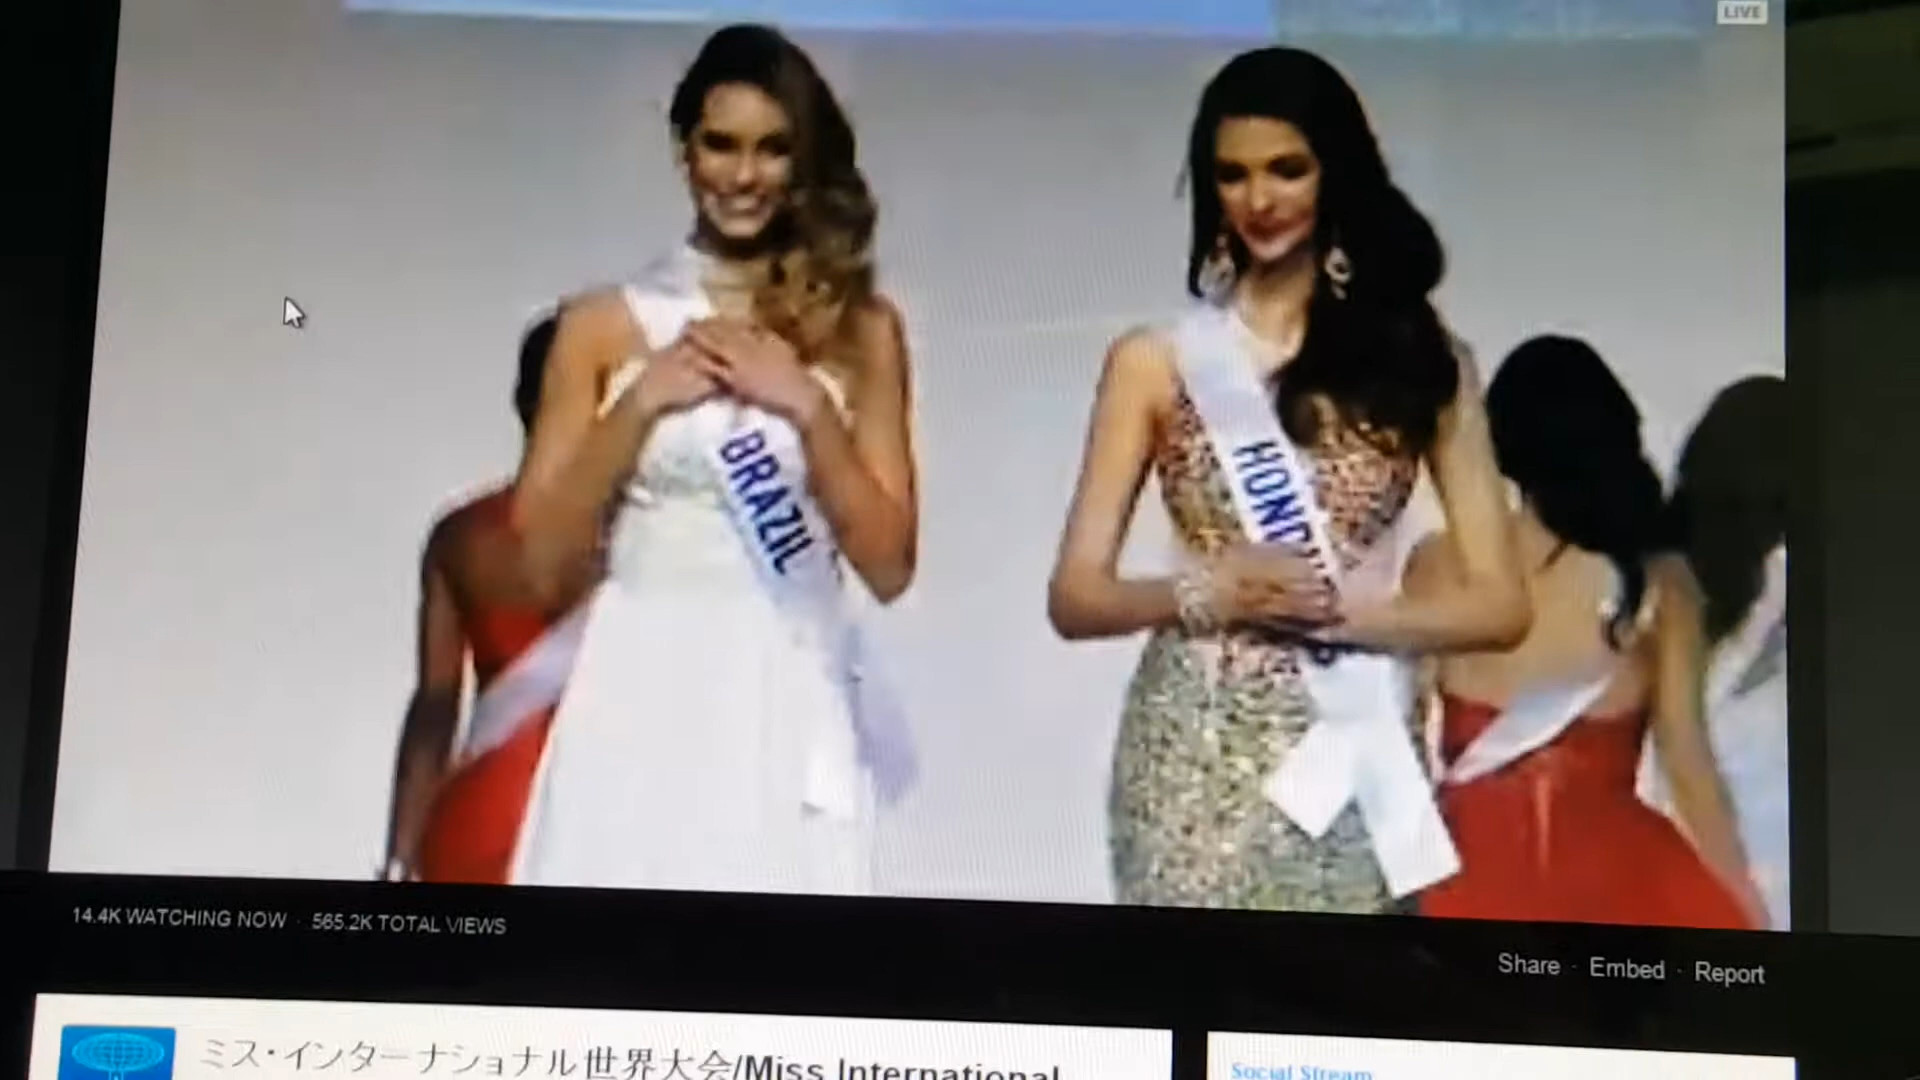 LIVE
BRAZIL
14.4K WATCHING NOW · 565.2K TOTAL VIEWS
Share · Embed · Report
ミス・インターナショナル世界大会/Miss International
Social Stream